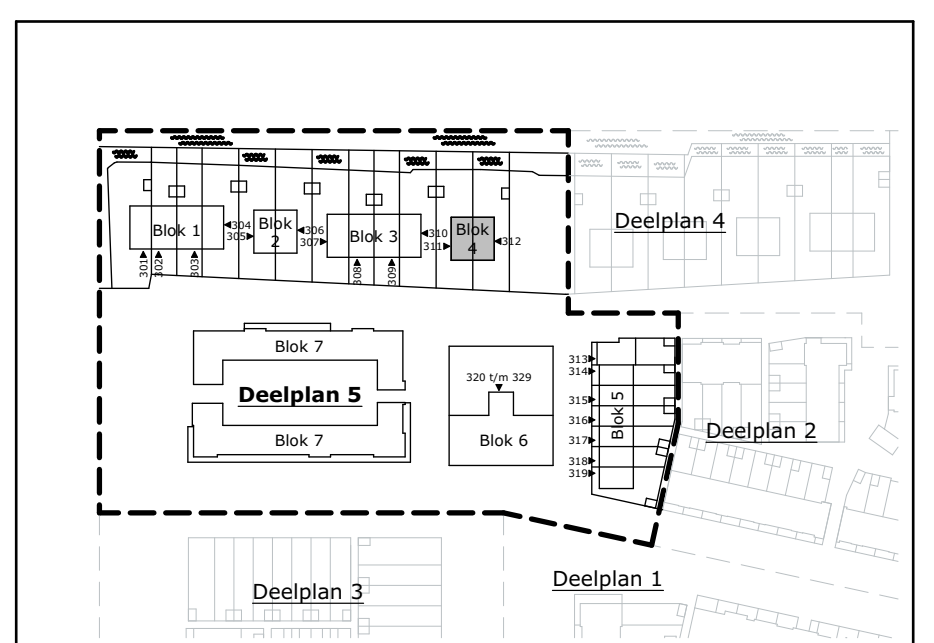 Deelplan 4
Blok 1
Blok
2
Blok 3
Blok
4
304
305
306
307
310
311
312
301
302
303
308
309
Blok 7
Deelplan 5
Blok 7
320 t/m 329
Blok 6
313
314
315
316
317
318
319
Blok 5
Deelplan 2
Deelplan 3
Deelplan 1